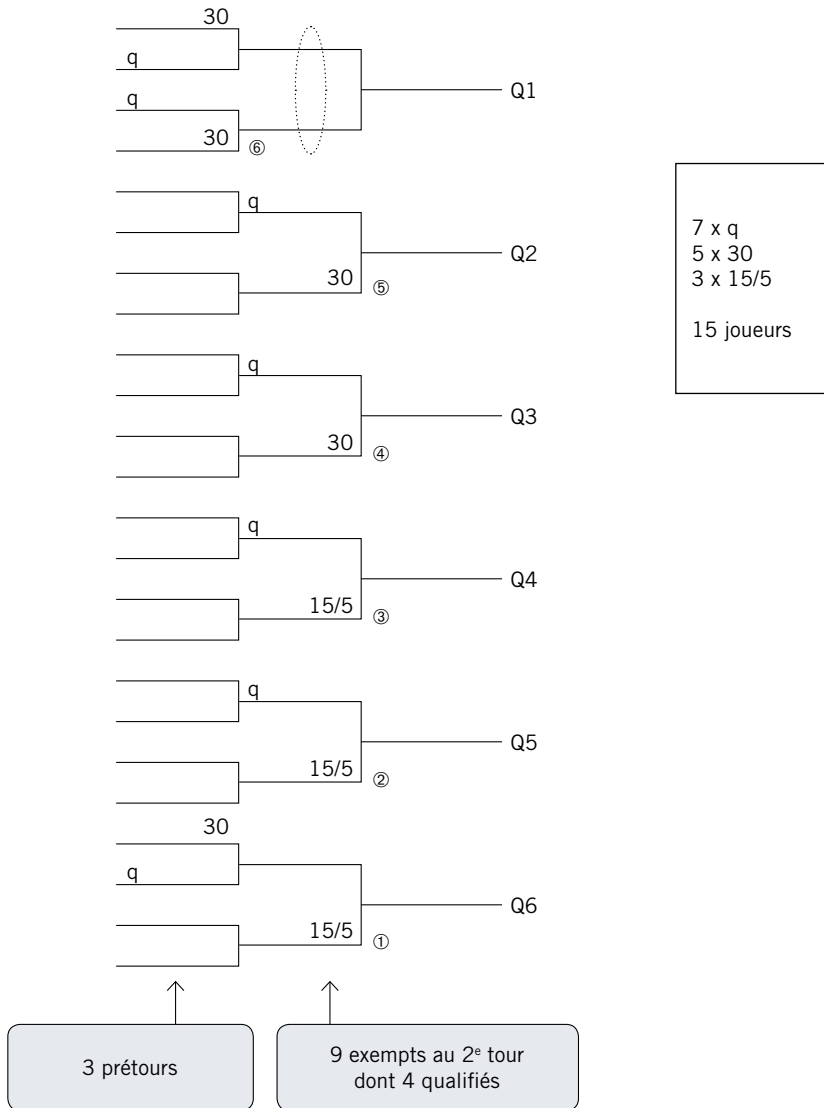 30
q
Q1
q
30 ⑥
q
Q2
30 ⑤
q
Q3
30 ④
q
Q4
15/5 ③
q
Q5
15/5 ②
30
q
Q6
15/5 ①
7 x q
5 x 30
3 x 15/5
15 joueurs
3 prétours
9 exempts au 2e tour
dont 4 qualifiés